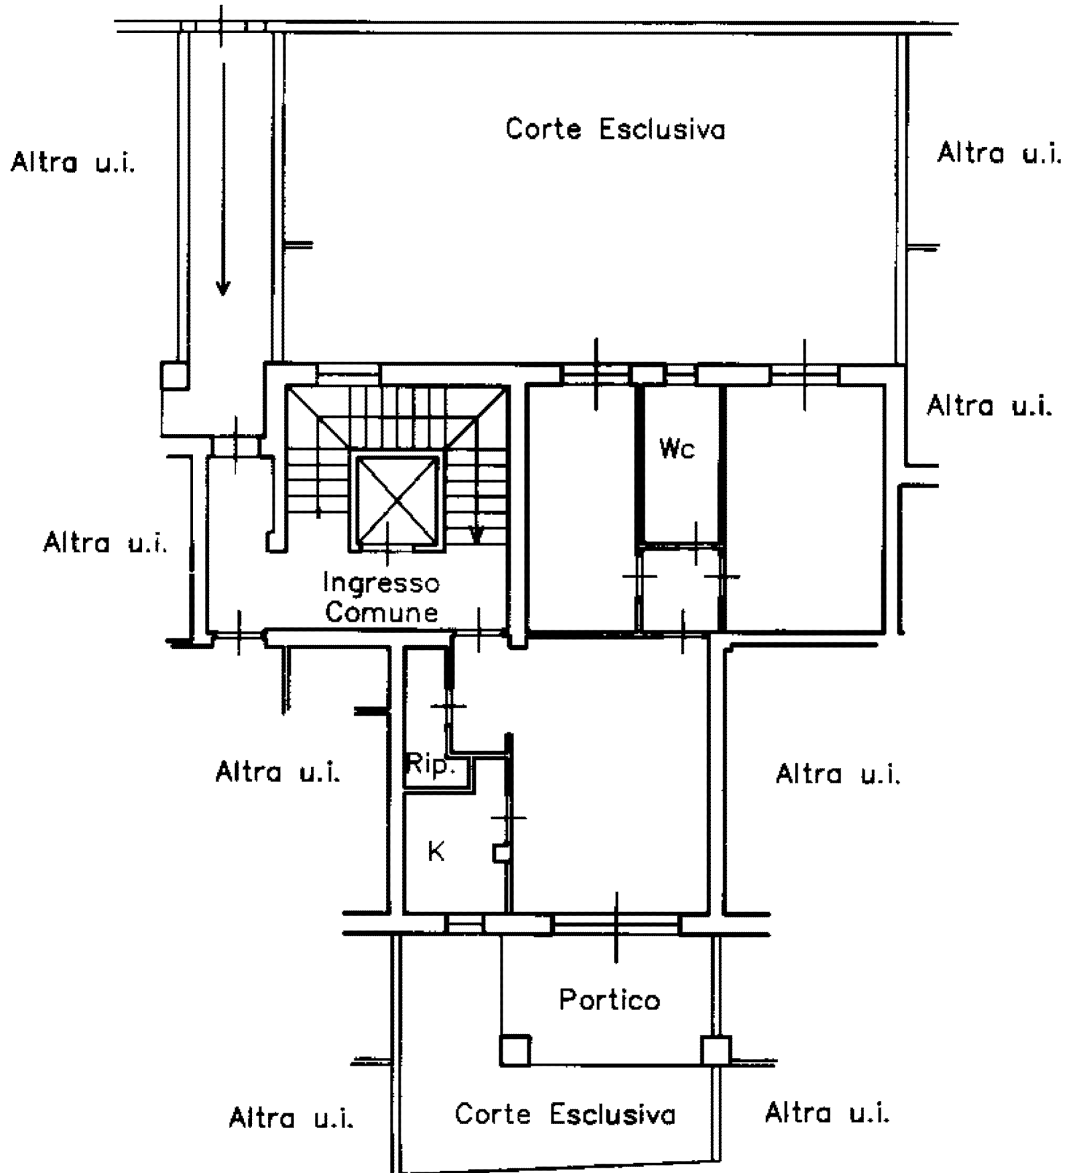 Corte Esclusiva
Altra u.i.
Altra u.i.
Altra u.i.
Wc
Altra u.i.
Ingresso
Comune
Rip.
Altra u.i.
Altra u.i.
K
Portico
Altra u.i.
Corte Esclusiva
Altra u.i.